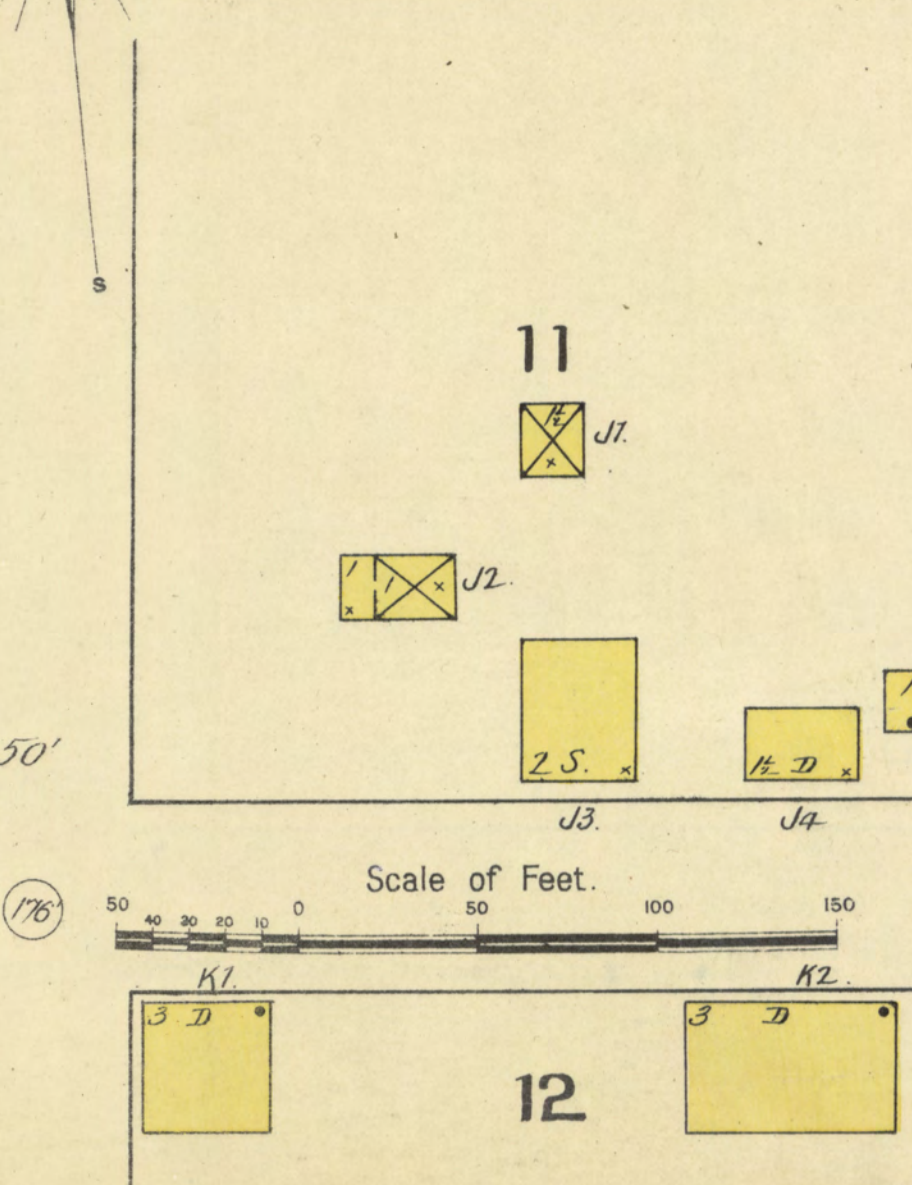 S
11
1½
x
J1.
1
1
x
x
J2.
2 S.
x
1½ D
x
1
50'
J3.
J4
Scale of Feet.
176'
50 40 30 20 10 0 50 100 150
K1.
K2.
3 D
3 D
12